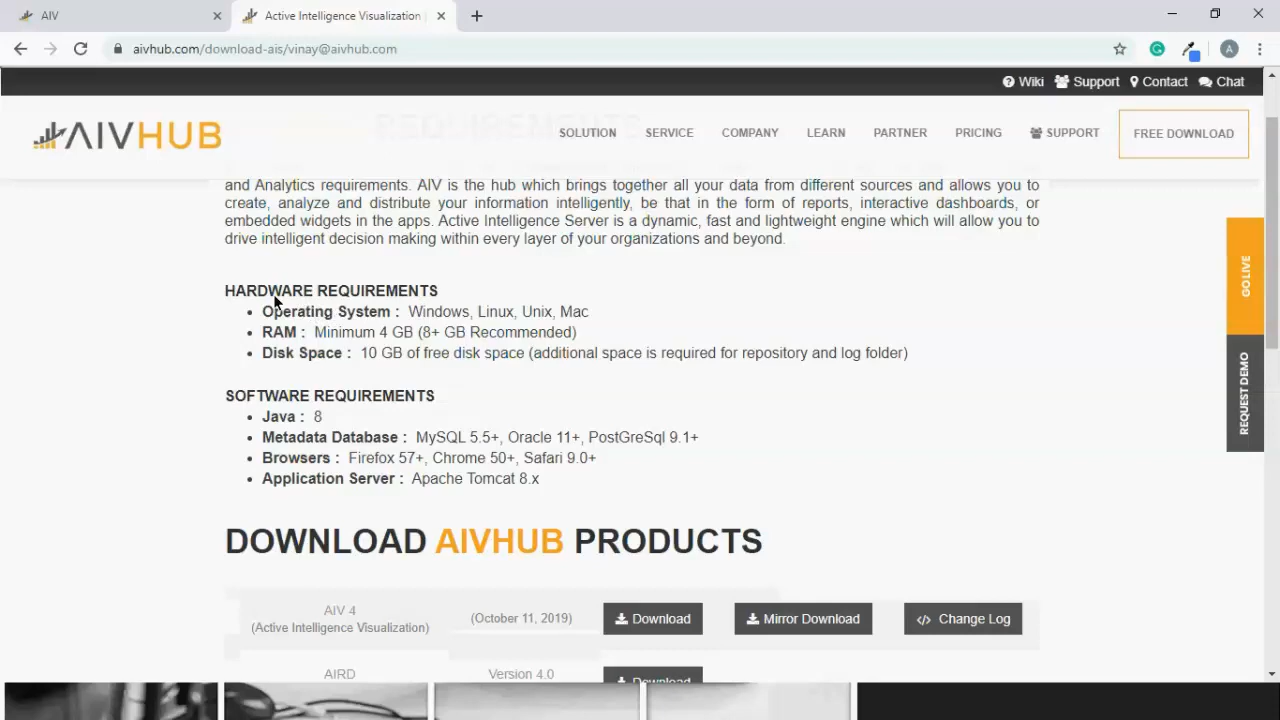 AIV
Active Intelligence Visualization
aivhub.com/download-ais/vinay@aivhub.com
A
Wiki Support Contact Chat
AIVHUB
SOLUTION SERVICE COMPANY LEARN PARTNER PRICING SUPPORT FREE DOWNLOAD
REQUIREMENTS
and Analytics requirements. AIV is the hub which brings together all your data from different sources and allows you to
create, analyze and distribute your information intelligently, be that in the form of reports, interactive dashboards, or
embedded widgets in the apps. Active Intelligence Server is a dynamic, fast and lightweight engine which will allow you to
drive intelligent decision making within every layer of your organizations and beyond.
GO LIVE
REQUEST DEMO
HARDWARE REQUIREMENTS
• Operating System : Windows, Linux, Unix, Mac
• RAM : Minimum 4 GB (8+ GB Recommended)
• Disk Space : 10 GB of free disk space (additional space is required for repository and log folder)
SOFTWARE REQUIREMENTS
• Java : 8
• Metadata Database : MySQL 5.5+, Oracle 11+, PostGreSql 9.1+
• Browsers : Firefox 57+, Chrome 50+, Safari 9.0+
• Application Server : Apache Tomcat 8.x
DOWNLOAD AIVHUB PRODUCTS
AIV 4
(Active Intelligence Visualization)
(October 11, 2019) Download Mirror Download Change Log
AIRD Version 4.0 Download